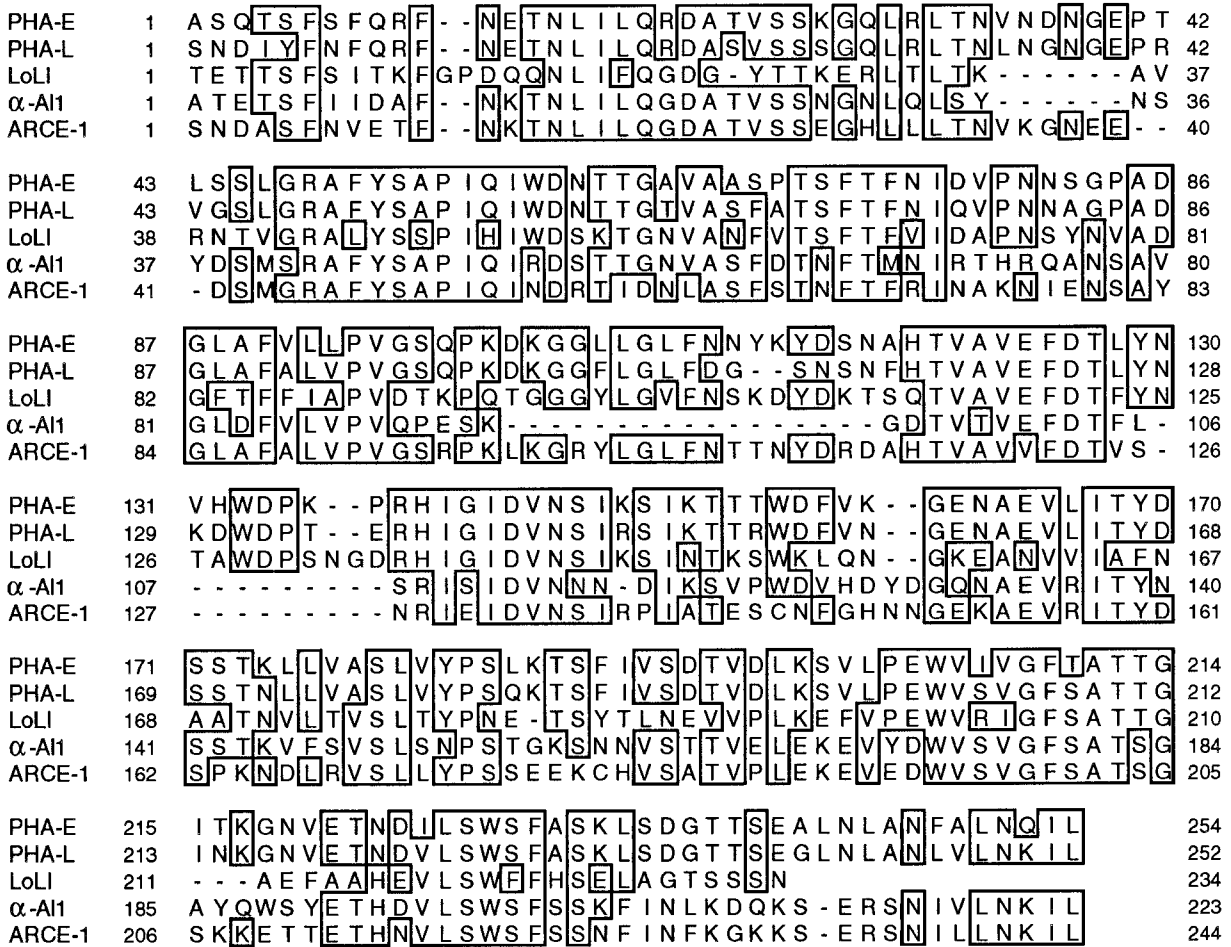 PHA-E 1 A S Q T S F S F Q R F - - N E T N L I L Q R D A T V S S K G Q L R L T N V N D N G E P T 42
PHA-L 1 S N D I Y F N F Q R F - - N E T N L I L Q R D A S V S S S G Q L R L T N L N G N G E P R 42
LoLI 1 T E T T S F S I T K F G P D Q Q N L I F Q G D G - Y T T K E R L T L T K - - - - - - A V 37
α-AI1 1 A T E T S F I I D A F - - N K T N L I L Q G D A T V S S N G N L Q L S Y - - - - - - N S 36
ARCE-1 1 S N D A S F N V E T F - - N K T N L I L Q G D A T V S S E G H L L L T N V K G N E E - - 40
PHA-E 43 L S S L G R A F Y S A P I Q I W D N T T G A V A A S P T S F T F N I D V P N N S G P A D 86
PHA-L 43 V G S L G R A F Y S A P I Q I W D N T T G T V A S F A T S F T F N I Q V P N N A G P A D 86
LoLI 38 R N T V G R A L Y S S P I H I W D S K T G N V A N F V T S F T F V I D A P N S Y N V A D 81
α-AI1 37 Y D S M S R A F Y S A P I Q I R D S T T G N V A S F D T N F T M N I R T H R Q A N S A V 80
ARCE-1 41 - D S M G R A F Y S A P I Q I N D R T I D N L A S F S T N F T F R I N A K N I E N S A Y 83
PHA-E 87 G L A F V L L P V G S Q P K D K G G L L G L F N N Y K Y D S N A H T V A V E F D T L Y N 130
PHA-L 87 G L A F A L V P V G S Q P K D K G G F L G L F D G - - S N S N F H T V A V E F D T L Y N 128
LoLI 82 G F T F F I A P V D T K P Q T G G G Y L G V F N S K D Y D K T S Q T V A V E F D T F Y N 125
α-AI1 81 G L D F V L V P V Q P E S K - - - - - - - - - - - - - - - - - G D T V T V E F D T F L - 106
ARCE-1 84 G L A F A L V P V G S R P K L K G R Y L G L F N T T N Y D R D A H T V A V V F D T V S - 126
PHA-E 131 V H W D P K - - P R H I G I D V N S I K S I K T T T W D F V K - - G E N A E V L I T Y D 170
PHA-L 129 K D W D P T - - E R H I G I D V N S I R S I K T T R W D F V N - - G E N A E V L I T Y D 168
LoLI 126 T A W D P S N G D R H I G I D V N S I K S I N T K S W K L Q N - - G K E A N V V I A F N 167
α-AI1 107 - - - - - - - - - S R I S I D V N N N - D I K S V P W D V H D Y D G Q N A E V R I T Y N 140
ARCE-1 127 - - - - - - - - - N R I E I D V N S I R P I A T E S C N F G H N N G E K A E V R I T Y D 161
PHA-E 171 S S T K L L V A S L V Y P S L K T S F I V S D T V D L K S V L P E W V I V G F T A T T G 214
PHA-L 169 S S T N L L V A S L V Y P S Q K T S F I V S D T V D L K S V L P E W V S V G F S A T T G 212
LoLI 168 A A T N V L T V S L T Y P N E - T S Y T L N E V V P L K E F V P E W V R I G F S A T T G 210
α-AI1 141 S S T K V F S V S L S N P S T G K S N N V S T T V E L E K E V Y D W V S V G F S A T S G 184
ARCE-1 162 S P K N D L R V S L L Y P S S E E K C H V S A T V P L E K E V E D W V S V G F S A T S G 205
PHA-E 215 I T K G N V E T N D I L S W S F A S K L S D G T T S E A L N L A N F A L N Q I L 254
PHA-L 213 I N K G N V E T N D V L S W S F A S K L S D G T T S E G L N L A N L V L N K I L 252
LoLI 211 - - - A E F A A H E V L S W F F H S E L A G T S S S N 234
α-AI1 185 A Y Q W S Y E T H D V L S W S F S S K F I N L K D Q K S - E R S N I V L N K I L 223
ARCE-1 206 S K K E T T E T H N V L S W S F S S N F I N F K G K K S - E R S N I L L N K I L 244